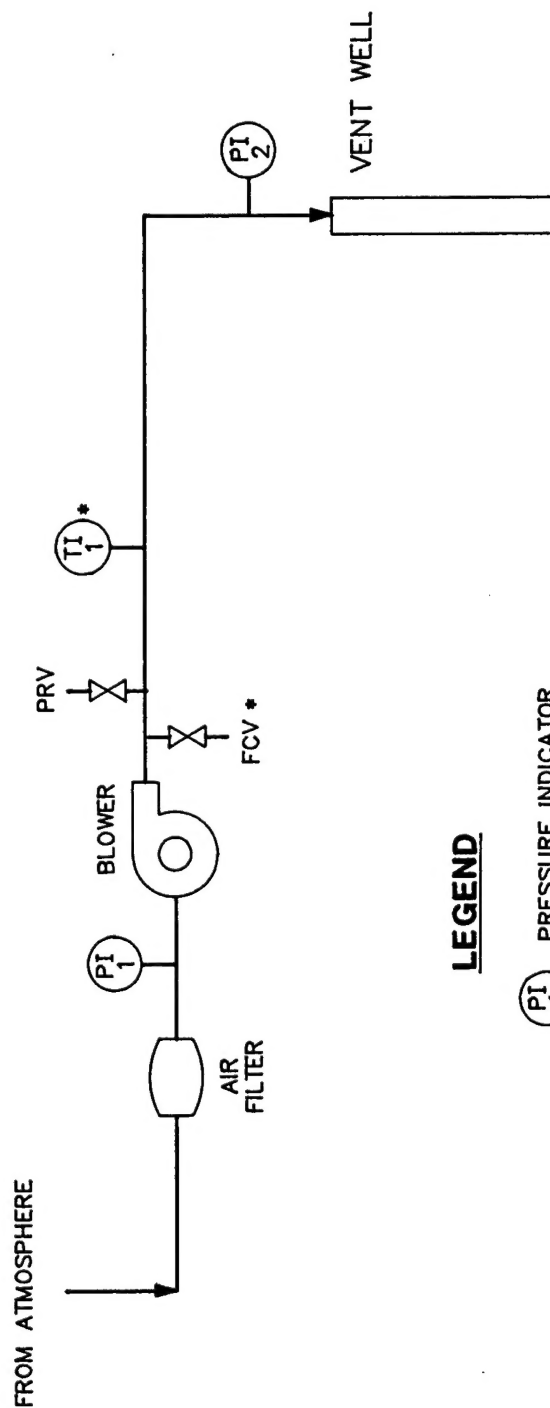 FROM ATMOSPHERE
AIR
FILTER
PI
1
BLOWER
FCV *
PRV
TI
1
*
PI
2
VENT WELL
LEGEND
PI PRESSURE INDICATOR